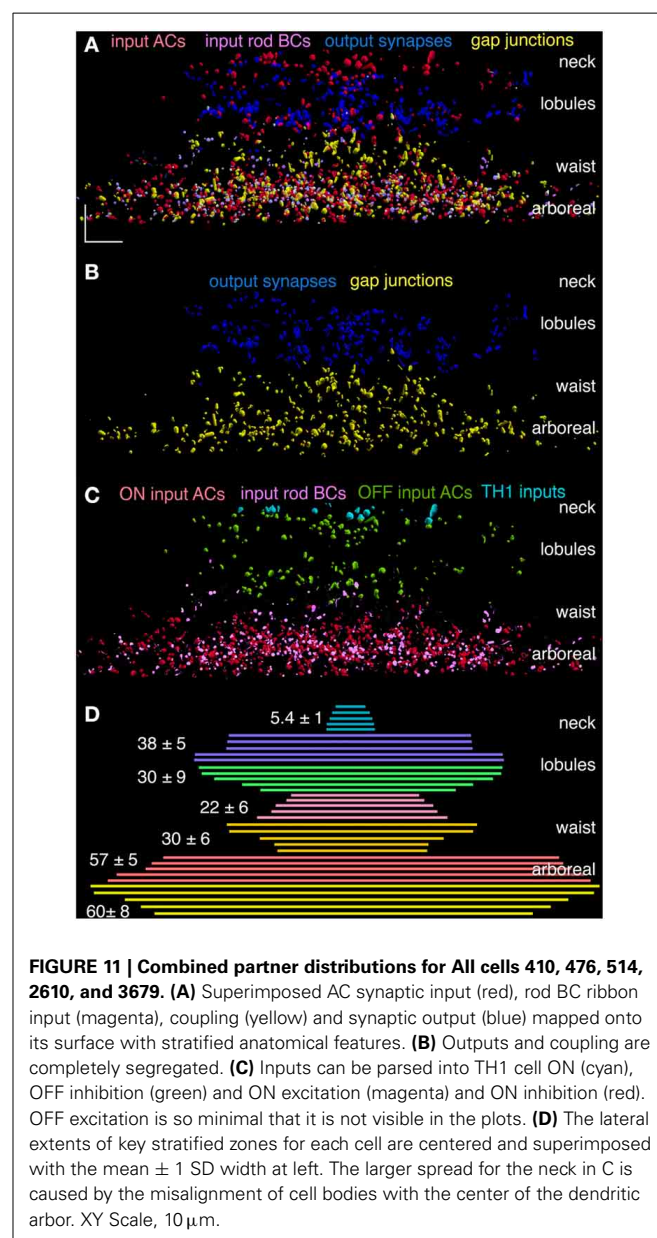 A input ACs input rod BCs output synapses gap junctions
neck
lobules
waist
arboreal
B output synapses gap junctions
neck
lobules
waist
arboreal
C ON input ACs input rod BCs OFF input ACs TH1 inputs
neck
lobules
waist
arboreal
D
5.4 ± 1
neck
38 ± 5
lobules
30 ± 9
22 ± 6
waist
30 ± 6
57 ± 5
arboreal
60± 8
FIGURE 11 | Combined partner distributions for All cells 410, 476, 514,
2610, and 3679. (A) Superimposed AC synaptic input (red), rod BC ribbon
input (magenta), coupling (yellow) and synaptic output (blue) mapped onto
its surface with stratified anatomical features. (B) Outputs and coupling are
completely segregated. (C) Inputs can be parsed into TH1 cell ON (cyan),
OFF inhibition (green) and ON excitation (magenta) and ON inhibition (red).
OFF excitation is so minimal that it is not visible in the plots. (D) The lateral
extents of key stratified zones for each cell are centered and superimposed
with the mean ± 1 SD width at left. The larger spread for the neck in C is
caused by the misalignment of cell bodies with the center of the dendritic
arbor. XY Scale, 10 μm.